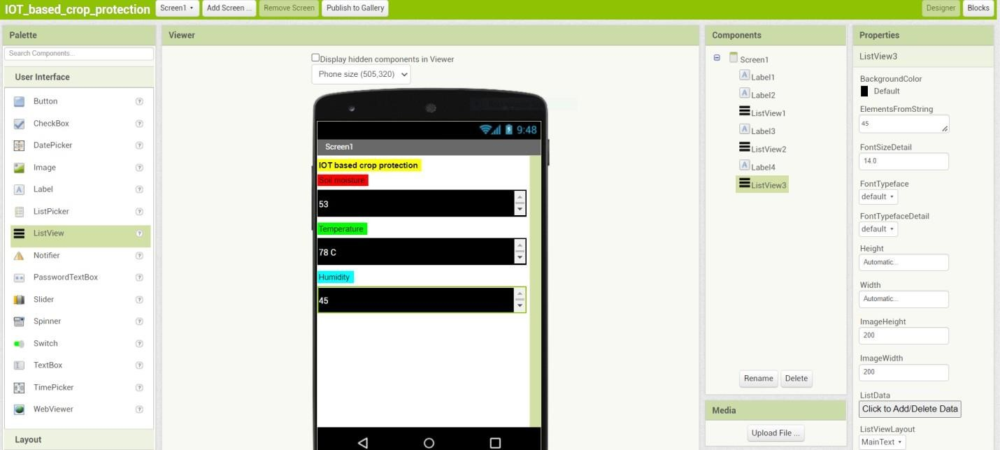 IOT_based_crop_protection Screen1 Add Screen ... Remove Screen Publish to Gallery Designer Blocks
Palette
Search Components...
User Interface
Button
CheckBox
DatePicker
Image
Label
ListPicker
ListView
Notifier
PasswordTextBox
Slider
Spinner
Switch
TextBox
TimePicker
WebViewer
Layout
Viewer
Display hidden components in Viewer
Phone size (505,320)
9:48
Screen1
IOT based crop protection
Soil moisture
53
Temperature
78 C
Humidity
45
Components
Screen1
Label1
Label2
ListView1
Label3
ListView2
Label4
ListView3
Rename Delete
Media
Upload File ...
Properties
ListView3
BackgroundColor
Default
ElementsFromString
45
FontSizeDetail
14.0
FontTypeface
default
FontTypefaceDetail
default
Height
Automatic...
Width
Automatic...
ImageHeight
200
ImageWidth
200
ListData
Click to Add/Delete Data
ListViewLayout
MainText